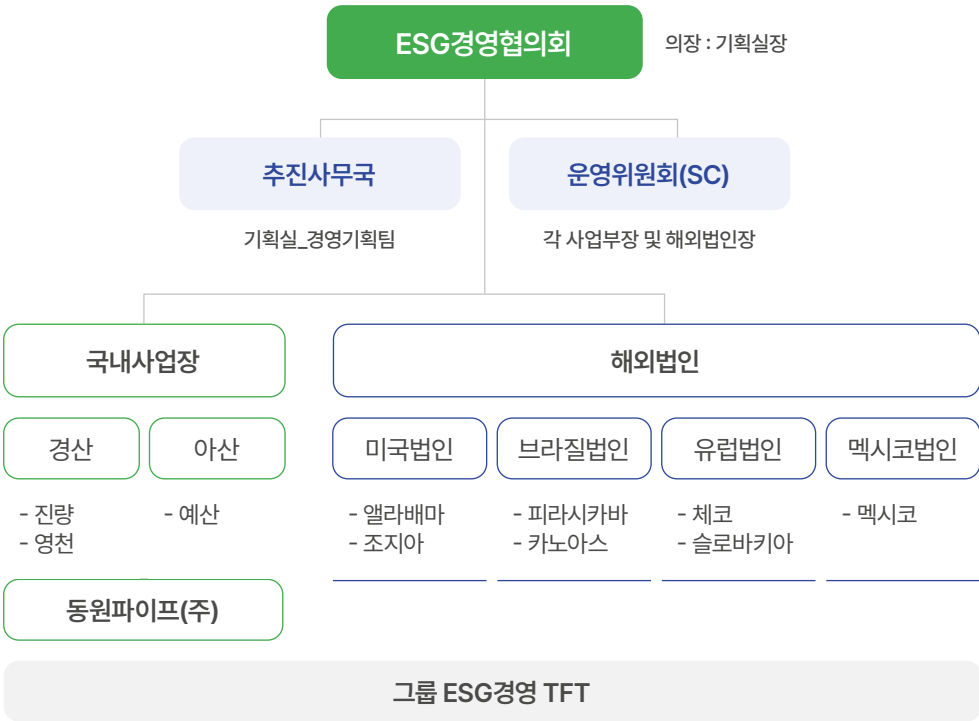 ESG경영협의회
의장 : 기획실장
추진사무국
운영위원회(SC)
기획실_경영기획팀
각 사업부장 및 해외법인장
국내사업장
해외법인
경산
아산
미국법인
브라질법인
유럽법인
멕시코법인
- 진량
- 영천
- 예산
- 앨라배마
- 조지아
- 피라시카바
- 카노아스
- 체코
- 슬로바키아
- 멕시코
동원파이프(주)
그룹 ESG경영 TFT